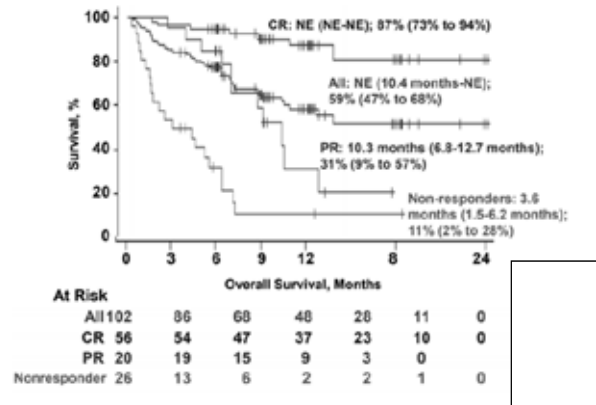 CR: NE (NE-NE); 87% (73% to 94%)
All: NE (10.4 months-NE);
59% (47% to 68%)
PR: 10.3 months (6.8-12.7 months);
31% (9% to 57%)
Non-responders: 3.6
months (1.5-6.2 months);
11% (2% to 28%)
Survival, %
100
80
60
40
20
0
0 3 6 9 12 8 24
Overall Survival, Months
At Risk
All 102 86 68 48 28 11 0
CR 56 54 47 37 23 10 0
PR 20 19 15 9 3 0
Nonresponder 26 13 6 2 2 1 0